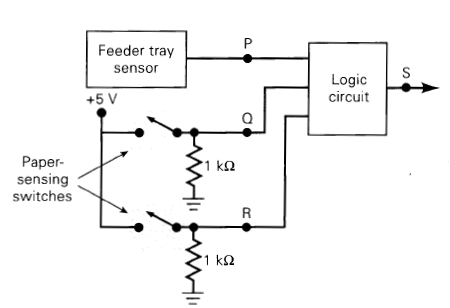 Feeder tray
sensor
P
Logic
circuit
S
+5 V
Q
Paper-
sensing
switches
1 kΩ
R
1 kΩ